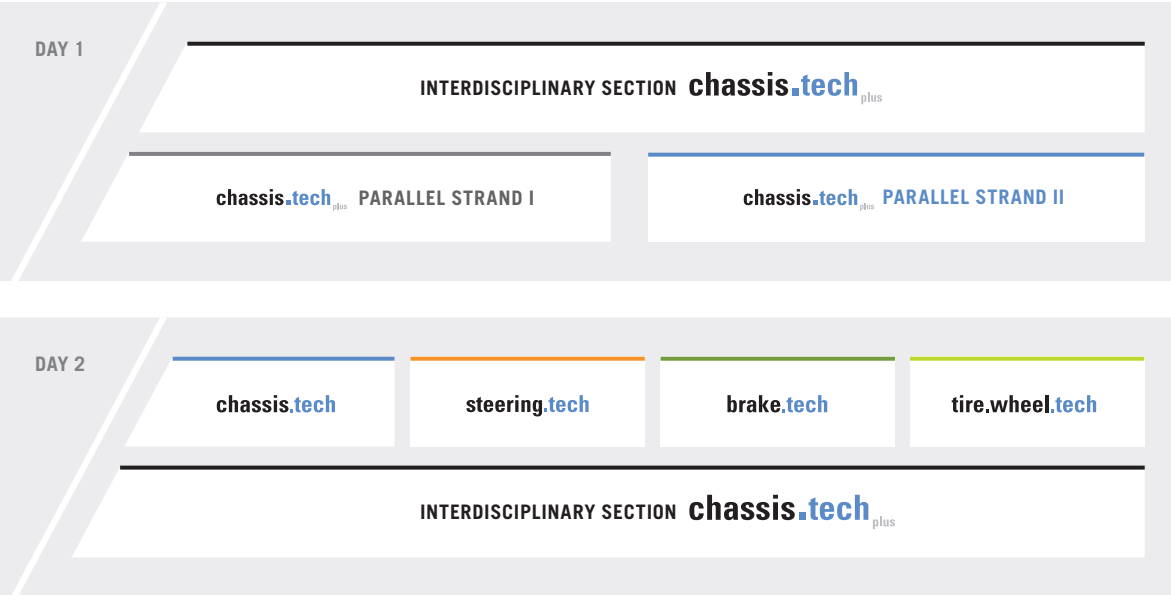 DAY 1
INTERDISCIPLINARY SECTION chassis.tech plus
chassis.tech plus PARALLEL STRAND I
chassis.tech plus PARALLEL STRAND II
DAY 2
chassis.tech
steering.tech
brake.tech
tire.wheel.tech
INTERDISCIPLINARY SECTION chassis.tech plus